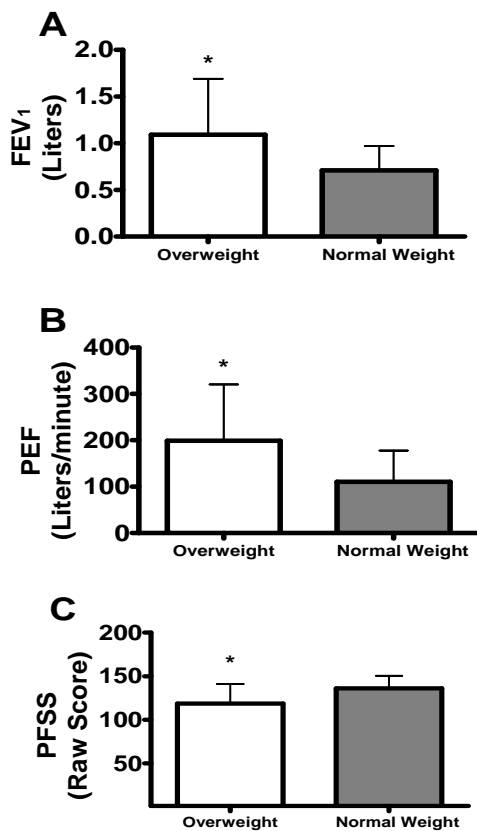 A
2.0
1.5
1.0
0.5
0.0
FEV₁
(Liters)
*
Overweight
Normal Weight
B
400
300
200
100
0
PEF
(Liters/minute)
*
Overweight
Normal Weight
C
200
150
100
50
PFSS
(Raw Score)
*
Overweight
Normal Weight